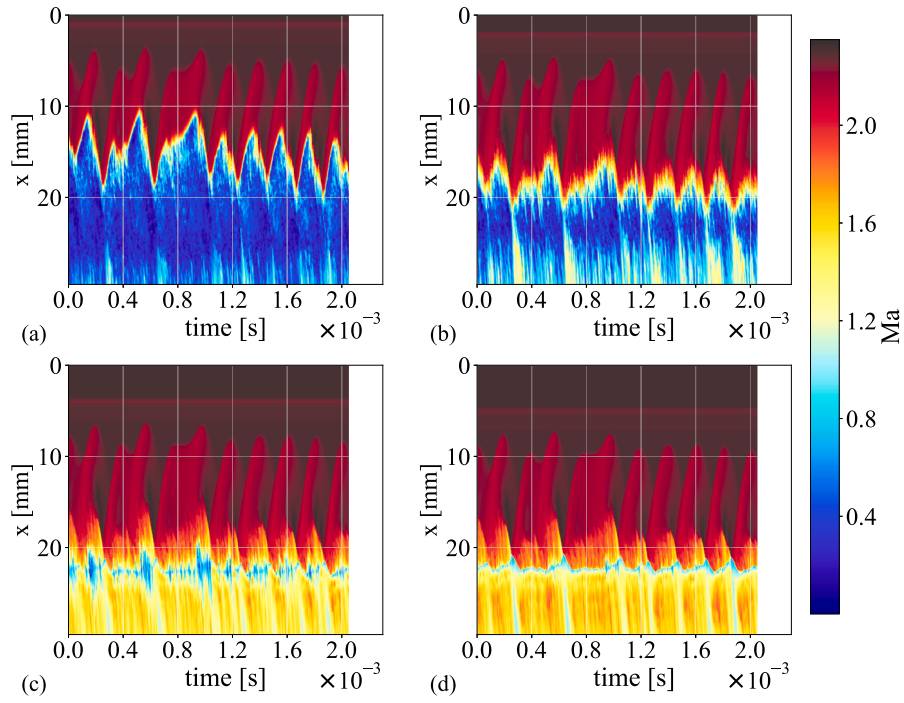 0
10
20
x [mm]
0.0 0.4 0.8 1.2 1.6 2.0
(a) time [s] ×10⁻³
0
10
20
x [mm]
0.0 0.4 0.8 1.2 1.6 2.0
(b) time [s] ×10⁻³
0
10
20
x [mm]
0.0 0.4 0.8 1.2 1.6 2.0
(c) time [s] ×10⁻³
0
10
20
x [mm]
0.0 0.4 0.8 1.2 1.6 2.0
(d) time [s] ×10⁻³
2.0
1.6
1.2
0.8
0.4
Ma